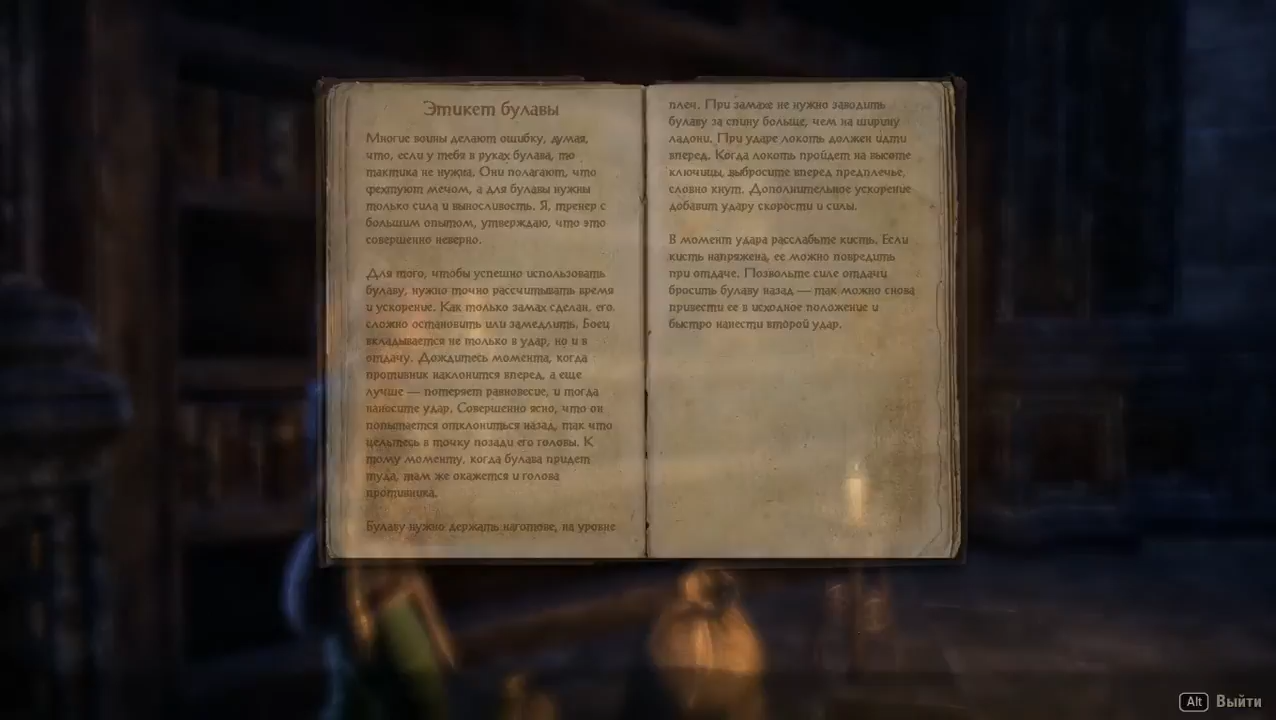 Этикет булавы
Многие воины делают ошибку, думая,
что, если у тебя в руках булава, то
тактика не нужна. Они полагают, что
фехтуют мечом, а для булавы нужны
только сила и выносливость. Я, тренер с
большим опытом, утверждаю, что это
совершенно неверно.
Для того, чтобы успешно использовать
булаву, нужно точно рассчитывать время
и ускорение. Как только замах сделан, его
сложно остановить или замедлить. Боец
вкладывается не только в удар, но и в
отдачу. Дождитесь момента, когда
противник наклонится вперед, а еще
лучше — потеряет равновесие, и тогда
наносите удар. Совершенно ясно, что он
попытается отклониться назад, так что
цельтесь в точку позади его головы. К
тому моменту, когда булава придет
туда, там же окажется и голова
противника.
Булаву нужно держать наготове, на уровне
плеч. При замахе не нужно заводить
булаву за спину больше, чем на ширину
ладони. При ударе локоть должен идти
вперед. Когда локоть пройдет на высоте
ключицы, выбросите вперед предплечье,
словно кнут. Дополнительное ускорение
добавит удару скорости и силы.
В момент удара расслабьте кисть. Если
кисть напряжена, ее можно повредить
при отдаче. Позвольте силе отдачи
бросить булаву назад — так можно снова
привести ее в исходное положение и
быстро нанести второй удар.
Alt Выйти